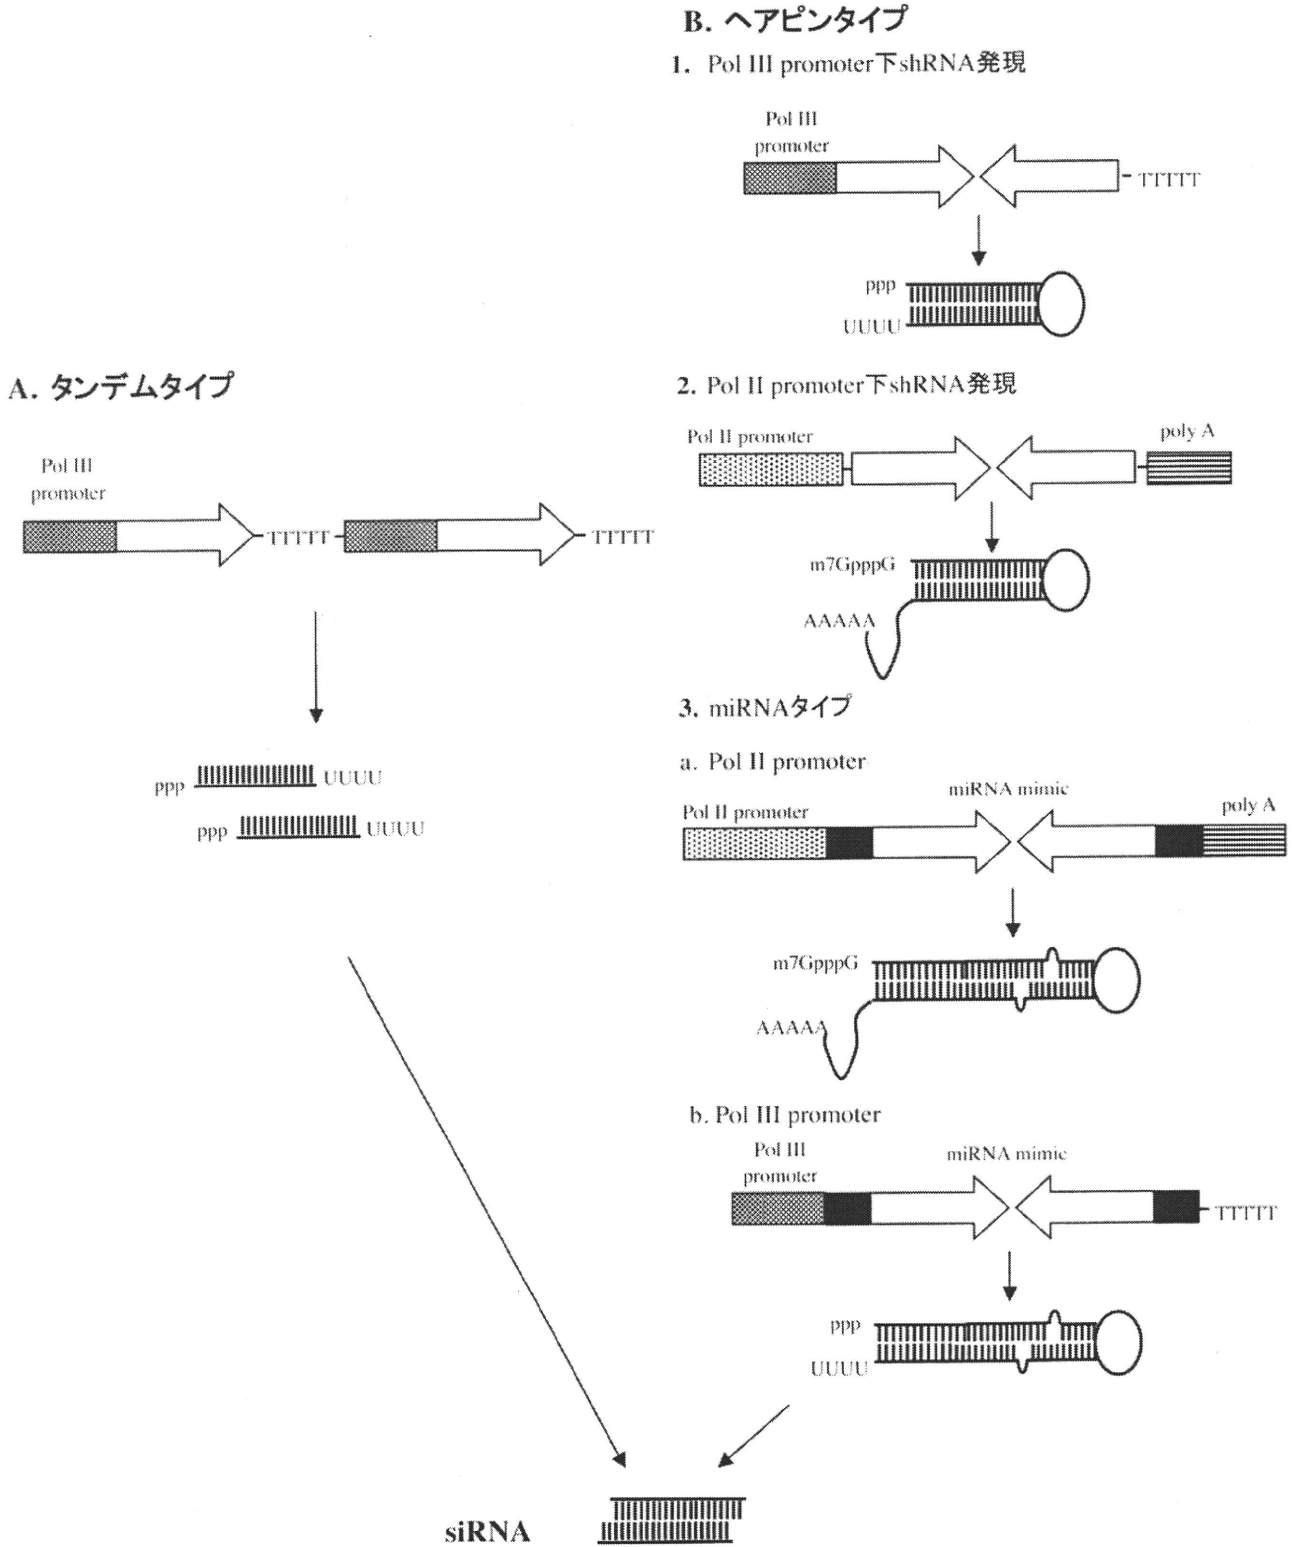 A. タンデムタイプ
Pol III
promoter
TTTTT
TTTTT
ppp
UUUU
ppp
UUUU
B. ヘアピンタイプ
1. Pol III promoter下shRNA発現
Pol III
promoter
TTTTT
ppp
UUUU
2. Pol II promoter下shRNA発現
Pol II promoter
poly A
m7GpppG
AAAAA
3. miRNAタイプ
a. Pol II promoter
miRNA mimic
Pol II promoter
poly A
m7GpppG
AAAAA
b. Pol III promoter
Pol III
promoter
miRNA mimic
TTTTT
ppp
UUUU
siRNA